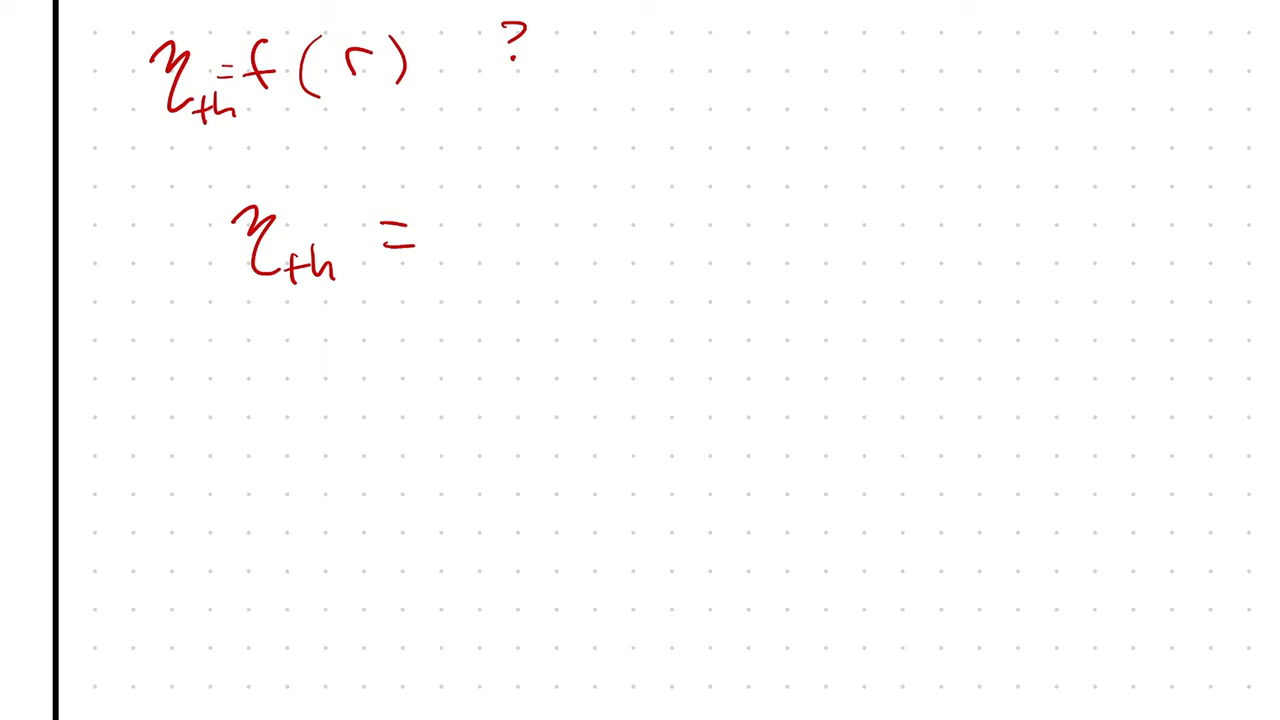 η_th = f(r) ?
η_th =